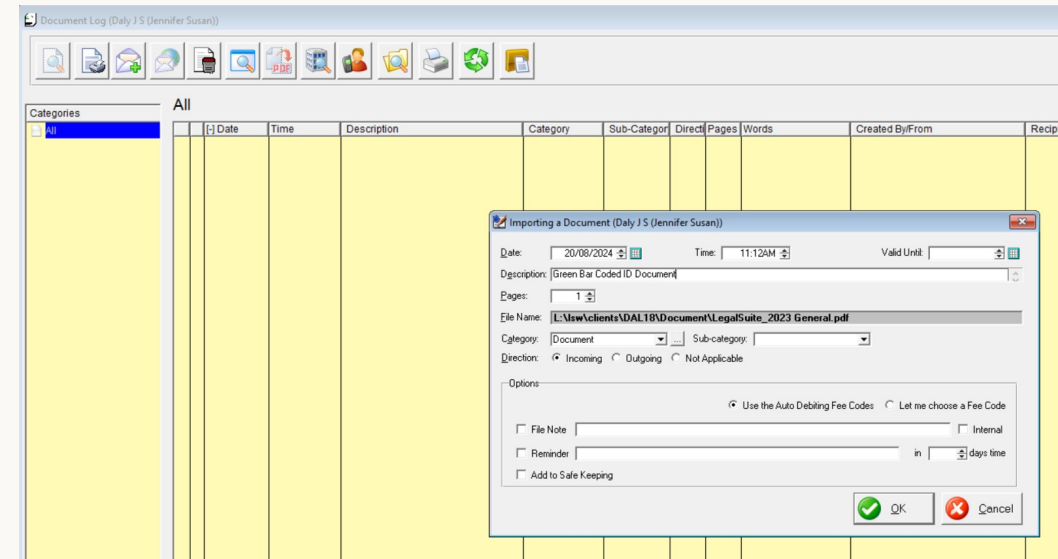 Document Log (Daly J S (Jennifer Susan))
PDF
Categories
All
All
[-] Date Time Description Category Sub-Categor Directi Pages Words Created By/From Recip
Importing a Document (Daly J S (Jennifer Susan))
Date: 20/08/2024 Time: 11:12AM Valid Until:
Description: Green Bar Coded ID Document
Pages: 1
File Name: L:\lsw\clients\DAL18\Document\LegalSuite_2023 General.pdf
Category: Document ... Sub-category:
Direction: Incoming Outgoing Not Applicable
Options
Use the Auto Debiting Fee Codes Let me choose a Fee Code
File Note Internal
Reminder in days time
Add to Safe Keeping
OK Cancel